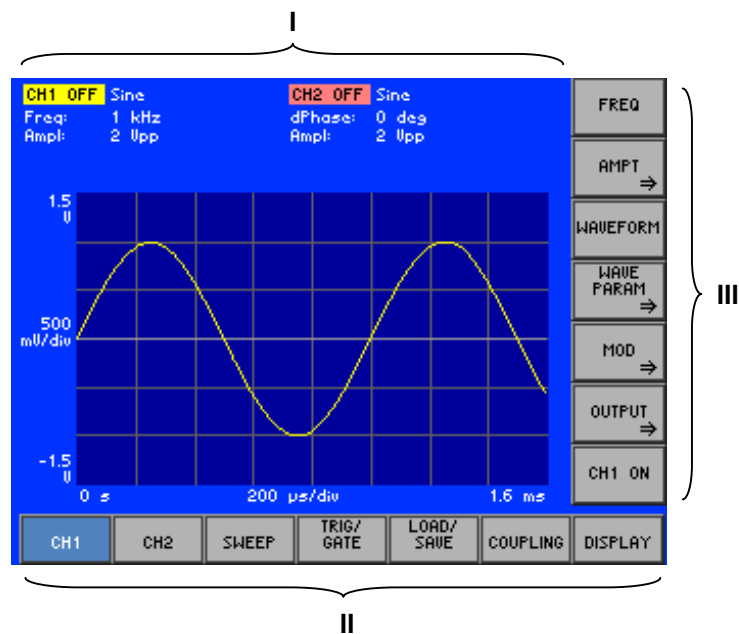 I
CH1 OFF Sine
Freq: 1 kHz
Ampl: 2 Vpp
CH2 OFF Sine
dPhase: 0 deg
Ampl: 2 Vpp
1.5
V
500
mV/div
-1.5
V
0 s
200 µs/div
1.6 ms
FREQ
AMPT
WAVEFORM
WAVE
PARAM
MOD
OUTPUT
CH1 ON
III
CH1
CH2
SWEEP
TRIG/
GATE
LOAD/
SAVE
COUPLING
DISPLAY
II